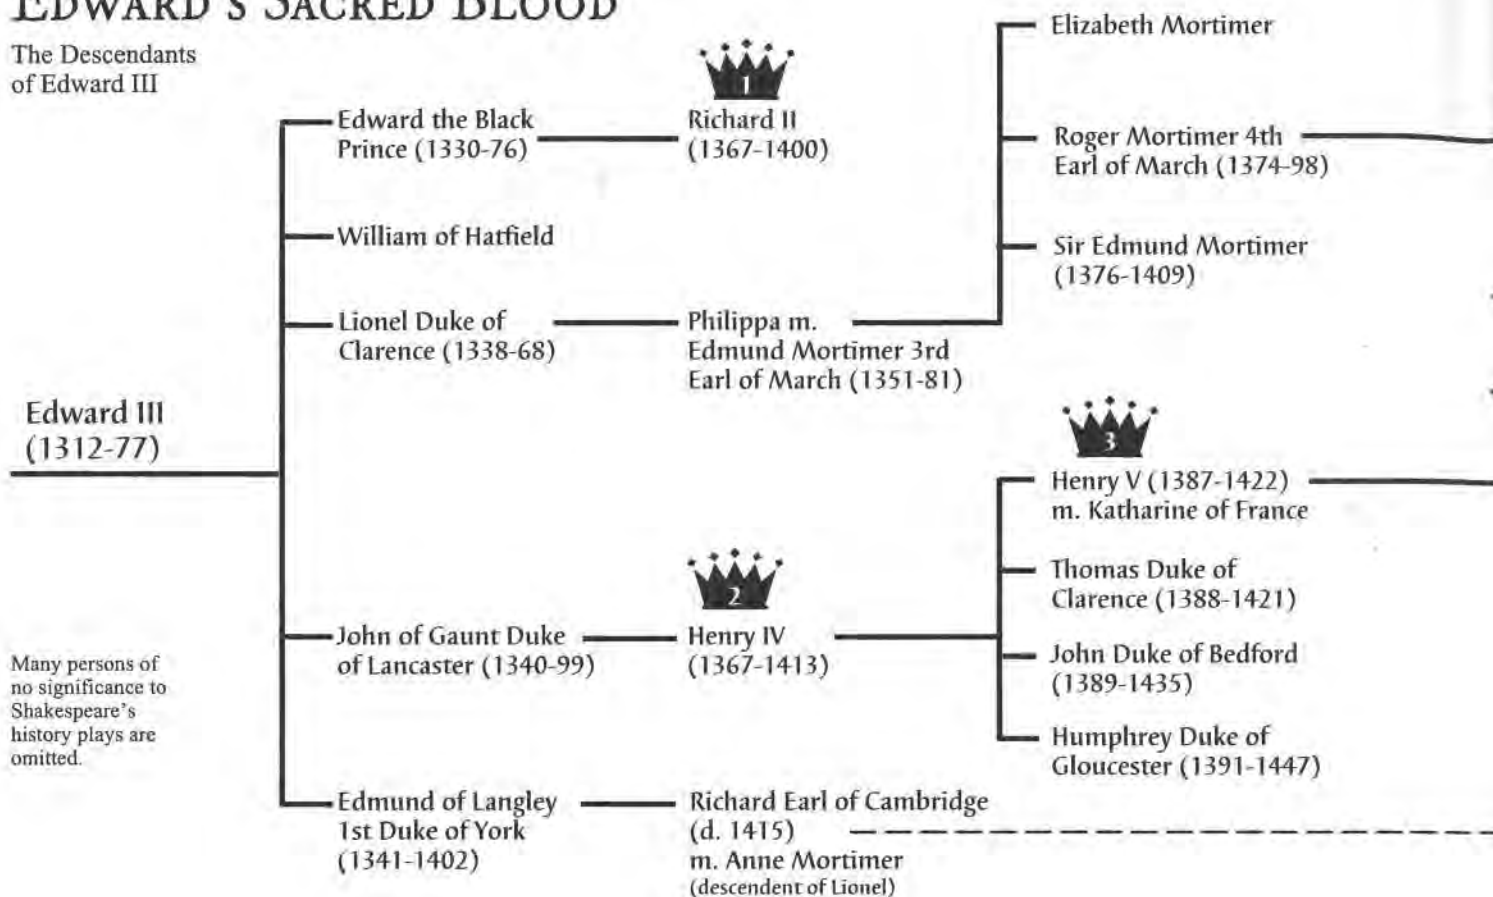 EDWARD'S SACRED BLOOD
The Descendants
of Edward III
Edward III
(1312-77)
Many persons of
no significance to
Shakespeare's
history plays are
omitted.
Edward the Black
Prince (1330-76)
William of Hatfield
Lionel Duke of
Clarence (1338-68)
John of Gaunt Duke
of Lancaster (1340-99)
Edmund of Langley
1st Duke of York
(1341-1402)
1
Richard II
(1367-1400)
Philippa m.
Edmund Mortimer 3rd
Earl of March (1351-81)
2
Henry IV
(1367-1413)
Richard Earl of Cambridge
(d. 1415)
m. Anne Mortimer
(descendent of Lionel)
Elizabeth Mortimer
Roger Mortimer 4th
Earl of March (1374-98)
Sir Edmund Mortimer
(1376-1409)
3
Henry V (1387-1422)
m. Katharine of France
Thomas Duke of
Clarence (1388-1421)
John Duke of Bedford
(1389-1435)
Humphrey Duke of
Gloucester (1391-1447)